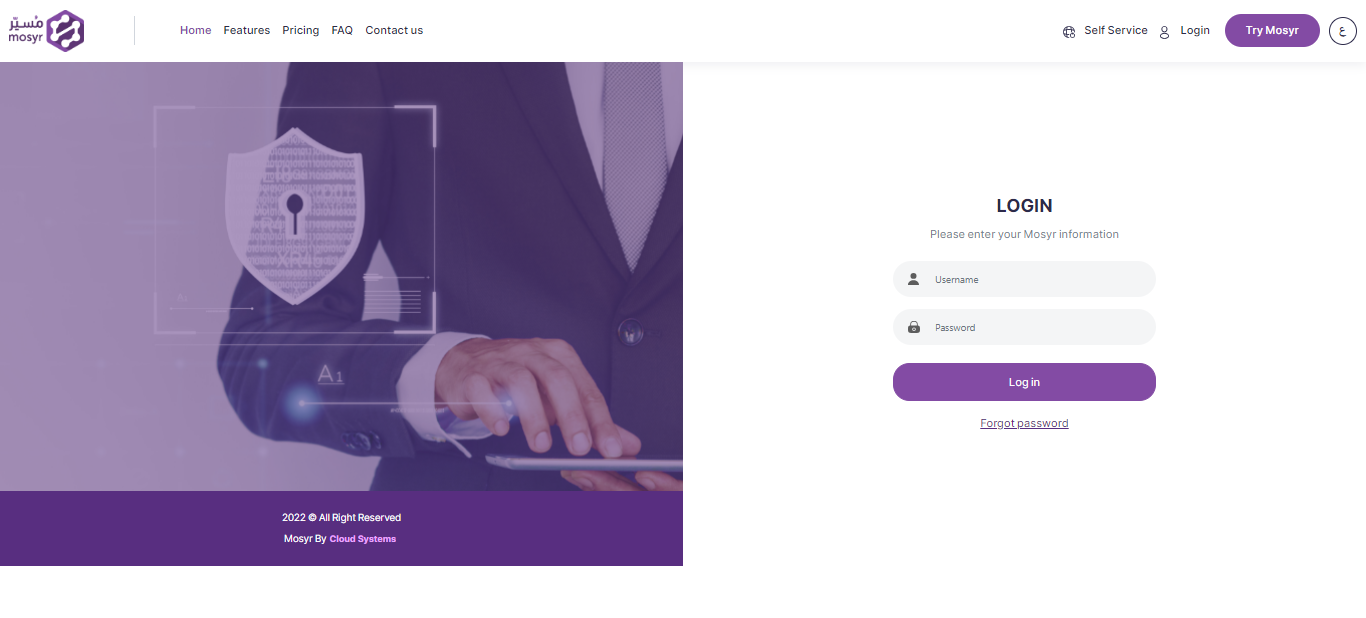 مُسيّر
mosyr
Home Features Pricing FAQ Contact us
Self Service Login Try Mosyr ع
A1
LOGIN
Please enter your Mosyr information
Username
Password
Log in
Forgot password
2022 © All Right Reserved
Mosyr By Cloud Systems